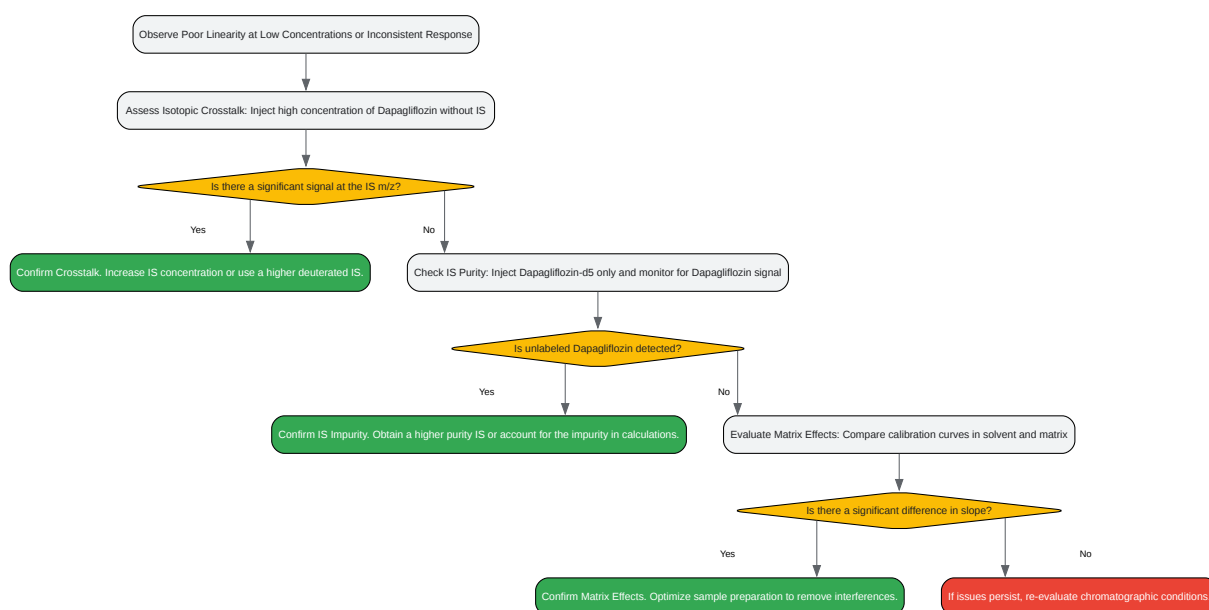 Observe Poor Linearity at Low Concentrations or Inconsistent Response
Assess Isotopic Crosstalk: Inject high concentration of Dapagliflozin without IS
Is there a significant signal at the IS m/z?
Yes
No
Confirm Crosstalk. Increase IS concentration or use a higher deuterated IS.
Check IS Purity: Inject Dapagliflozin-d5 only and monitor for Dapagliflozin signal
Is unlabeled Dapagliflozin detected?
Yes
No
Confirm IS Impurity. Obtain a higher purity IS or account for the impurity in calculations.
Evaluate Matrix Effects: Compare calibration curves in solvent and matrix
Is there a significant difference in slope?
Yes
No
Confirm Matrix Effects. Optimize sample preparation to remove interferences.
If issues persist, re-evaluate chromatographic conditions.